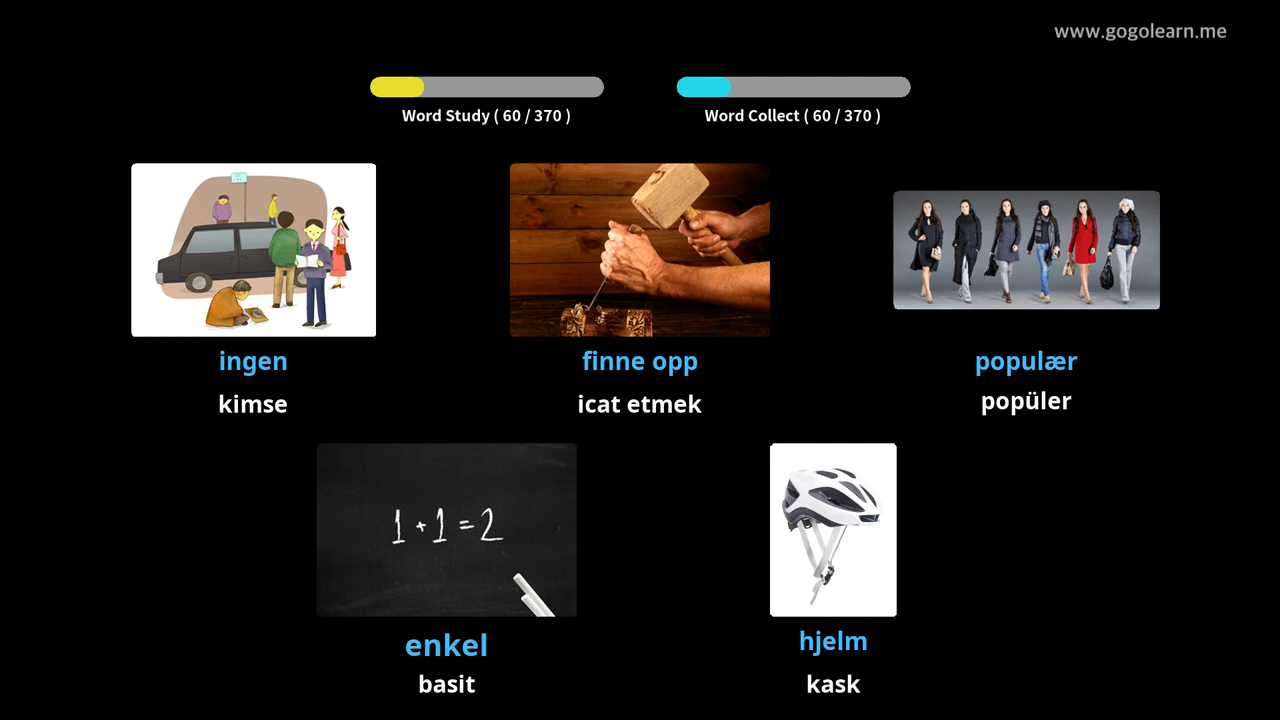 www.gogolearn.me
Word Study ( 60 / 370 )
Word Collect ( 60 / 370 )
ingen
kimse
finne opp
icat etmek
populær
popüler
1 + 1 = 2
enkel
basit
hjelm
kask